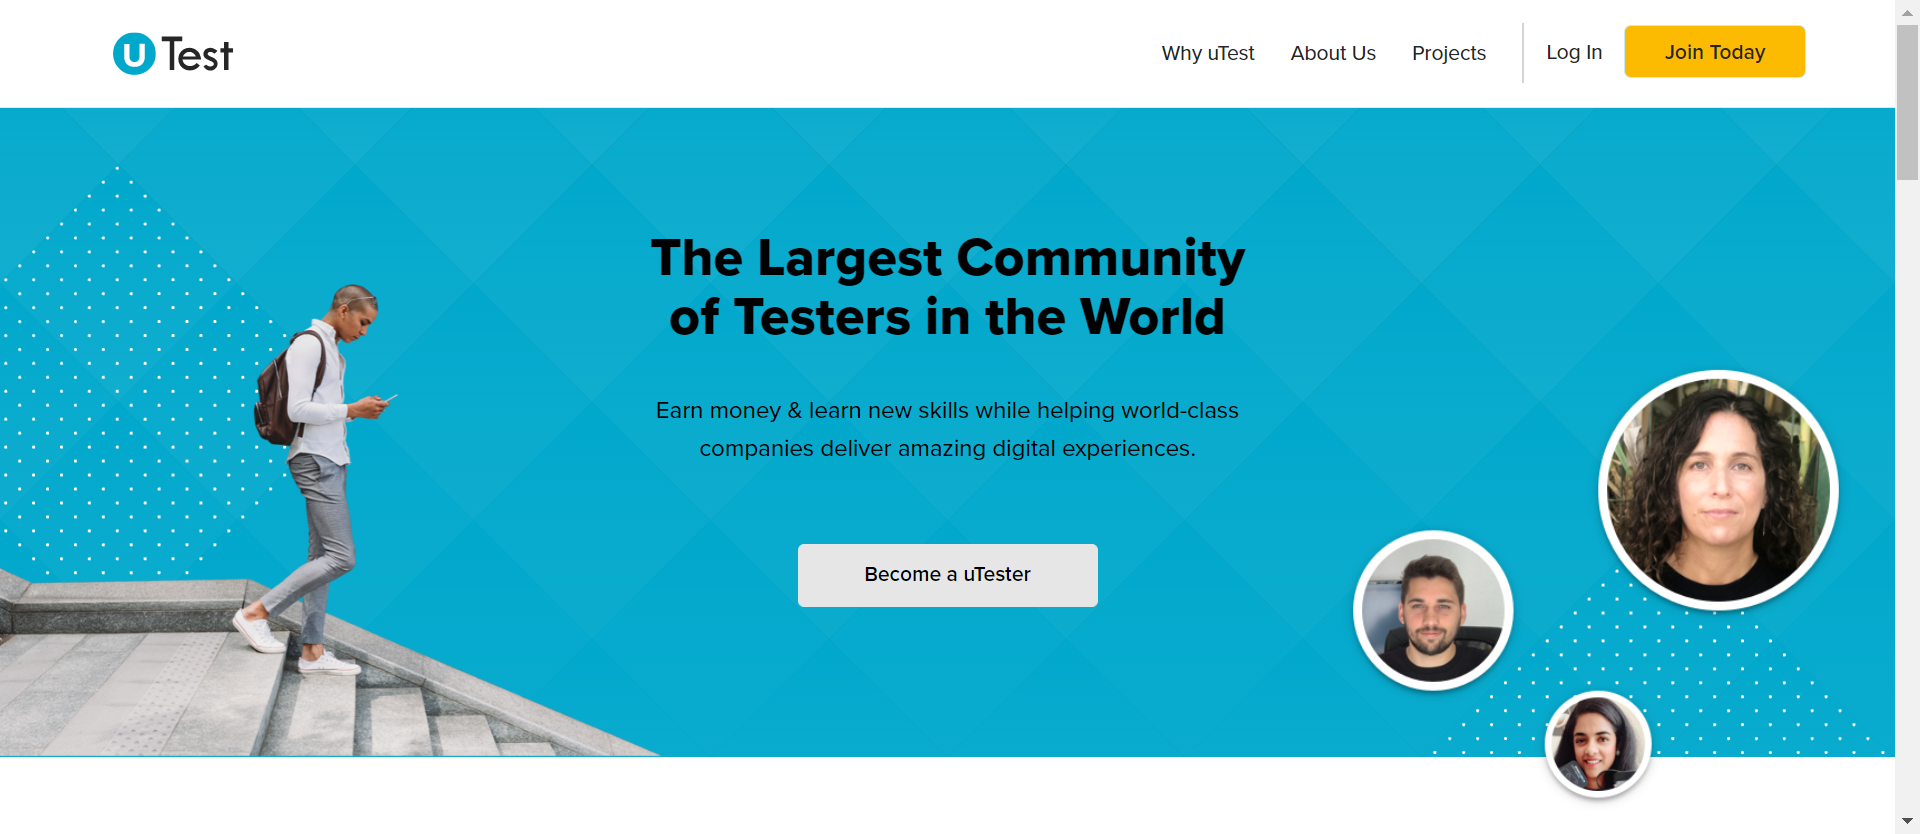 uTest
Why uTest
About Us
Projects
Log In
Join Today
The Largest Community
of Testers in the World
Earn money & learn new skills while helping world-class
companies deliver amazing digital experiences.
Become a uTester